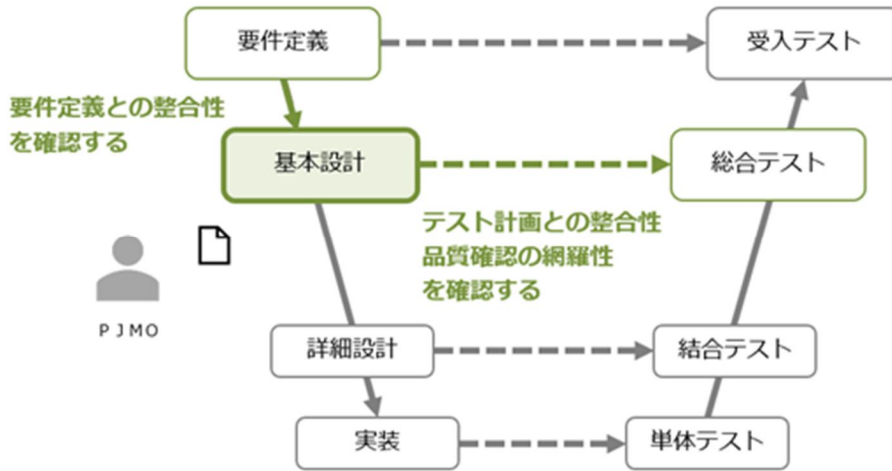 要件定義
受入テスト
要件定義との整合性
を確認する
基本設計
総合テスト
テスト計画との整合性
品質確認の網羅性
を確認する
PJMO
詳細設計
結合テスト
実装
単体テスト